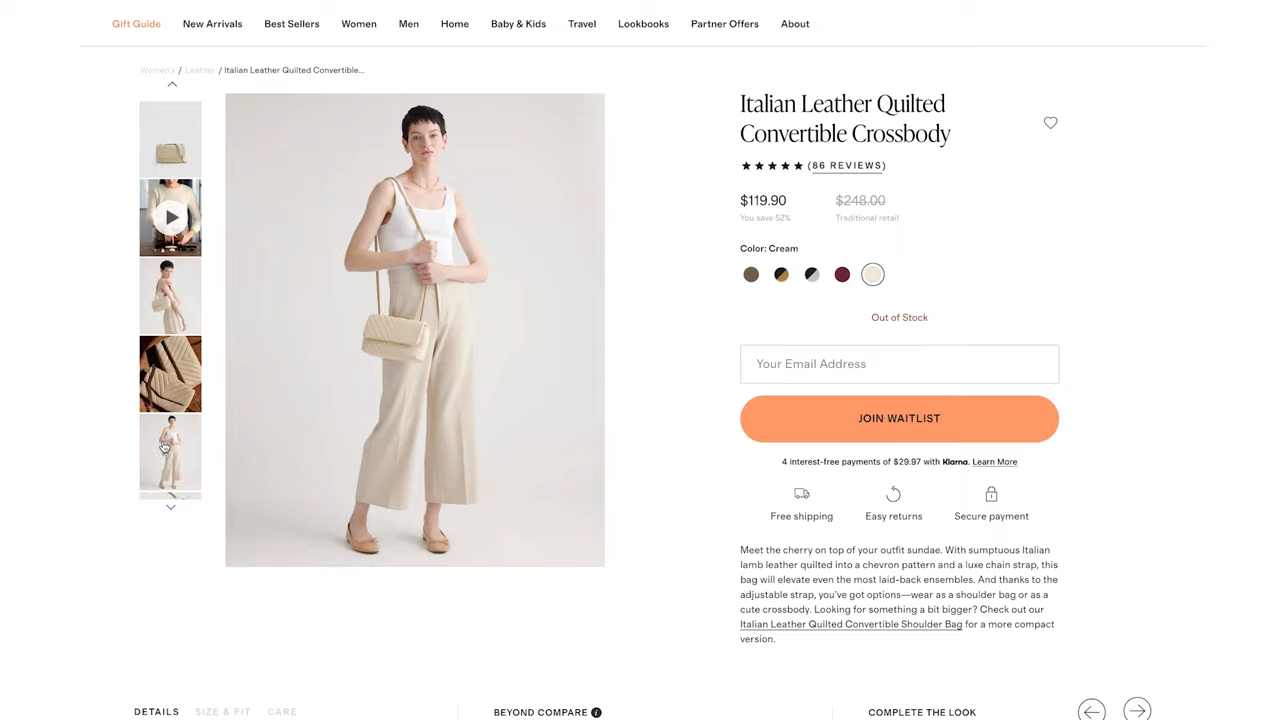 Gift Guide New Arrivals Best Sellers Women Men Home Baby & Kids Travel Lookbooks Partner Offers About
Women's / Leather / Italian Leather Quilted Convertible...
Italian Leather Quilted
Convertible Crossbody
(86 REVIEWS)
$119.90 $248.00
You save 52% Traditional retail
Color: Cream
Out of Stock
Your Email Address
JOIN WAITLIST
4 interest-free payments of $29.97 with Klarna. Learn More
Free shipping Easy returns Secure payment
Meet the cherry on top of your outfit sundae. With sumptuous Italian
lamb leather quilted into a chevron pattern and a luxe chain strap, this
bag will elevate even the most laid-back ensembles. And thanks to the
adjustable strap, you've got options—wear as a shoulder bag or as a
cute crossbody. Looking for something a bit bigger? Check out our
Italian Leather Quilted Convertible Shoulder Bag for a more compact
version.
DETAILS SIZE & FIT CARE BEYOND COMPARE i COMPLETE THE LOOK